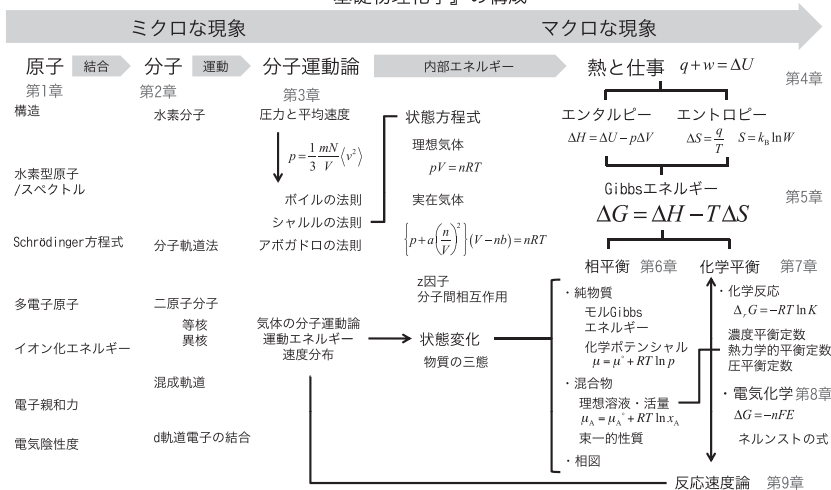 基礎物理化学』の構成
ミクロな現象
マクロな現象
原子
結合
分子
運動
分子運動論
内部エネルギー
熱と仕事 q+w=ΔU
第4章
第1章
構造
水素型原子
/スペクトル
Schrödinger方程式
多電子原子
イオン化エネルギー
電子親和力
電気陰性度
第2章
水素分子
分子軌道法
二原子分子
等核
異核
混成軌道
d軌道電子の結合
第3章
圧力と平均速度
p=1/3 mN/V ⟨v²⟩
ボイルの法則
シャルルの法則
アボガドロの法則
気体の分子運動論
運動エネルギー
速度分布
状態方程式
理想気体
pV=nRT
実在気体
{p+a(n/V)²}(V−nb)=nRT
z因子
分子間相互作用
状態変化
物質の三態
エンタルピー
ΔH=ΔU−pΔV
エントロピー
ΔS=q/T S=k_B lnW
Gibbsエネルギー
第5章
ΔG=ΔH−TΔS
相平衡 第6章
・純物質
モルGibbs
エネルギー
化学ポテンシャル
μ=μ°+RT ln p
・混合物
理想溶液・活量
μ_A=μ_A°+RT ln x_A
束一的性質
・相図
化学平衡 第7章
・化学反応
Δ_r G=−RT ln K
濃度平衡定数
熱力学的平衡定数
圧平衡定数
・電気化学 第8章
ΔG=−nFE
ネルンストの式
反応速度論 第9章